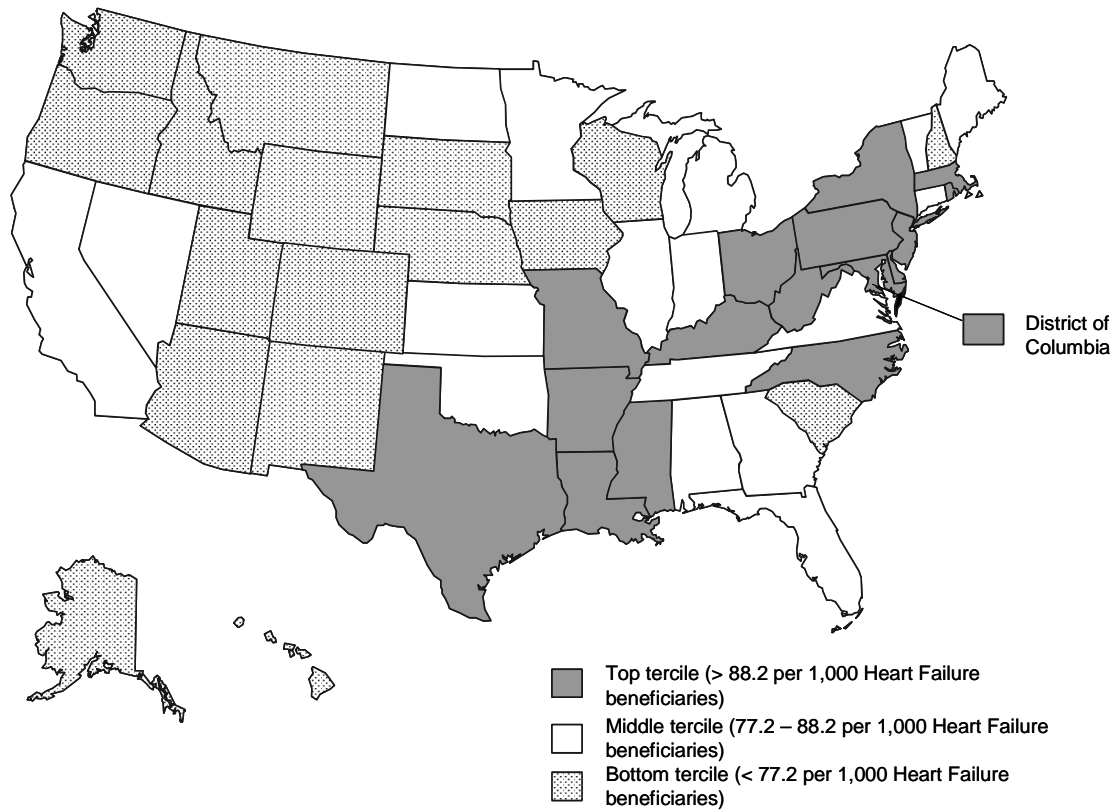 District of
Columbia
Top tercile (> 88.2 per 1,000 Heart Failure
beneficiaries)
Middle tercile (77.2 – 88.2 per 1,000 Heart Failure
beneficiaries)
Bottom tercile (< 77.2 per 1,000 Heart Failure
beneficiaries)